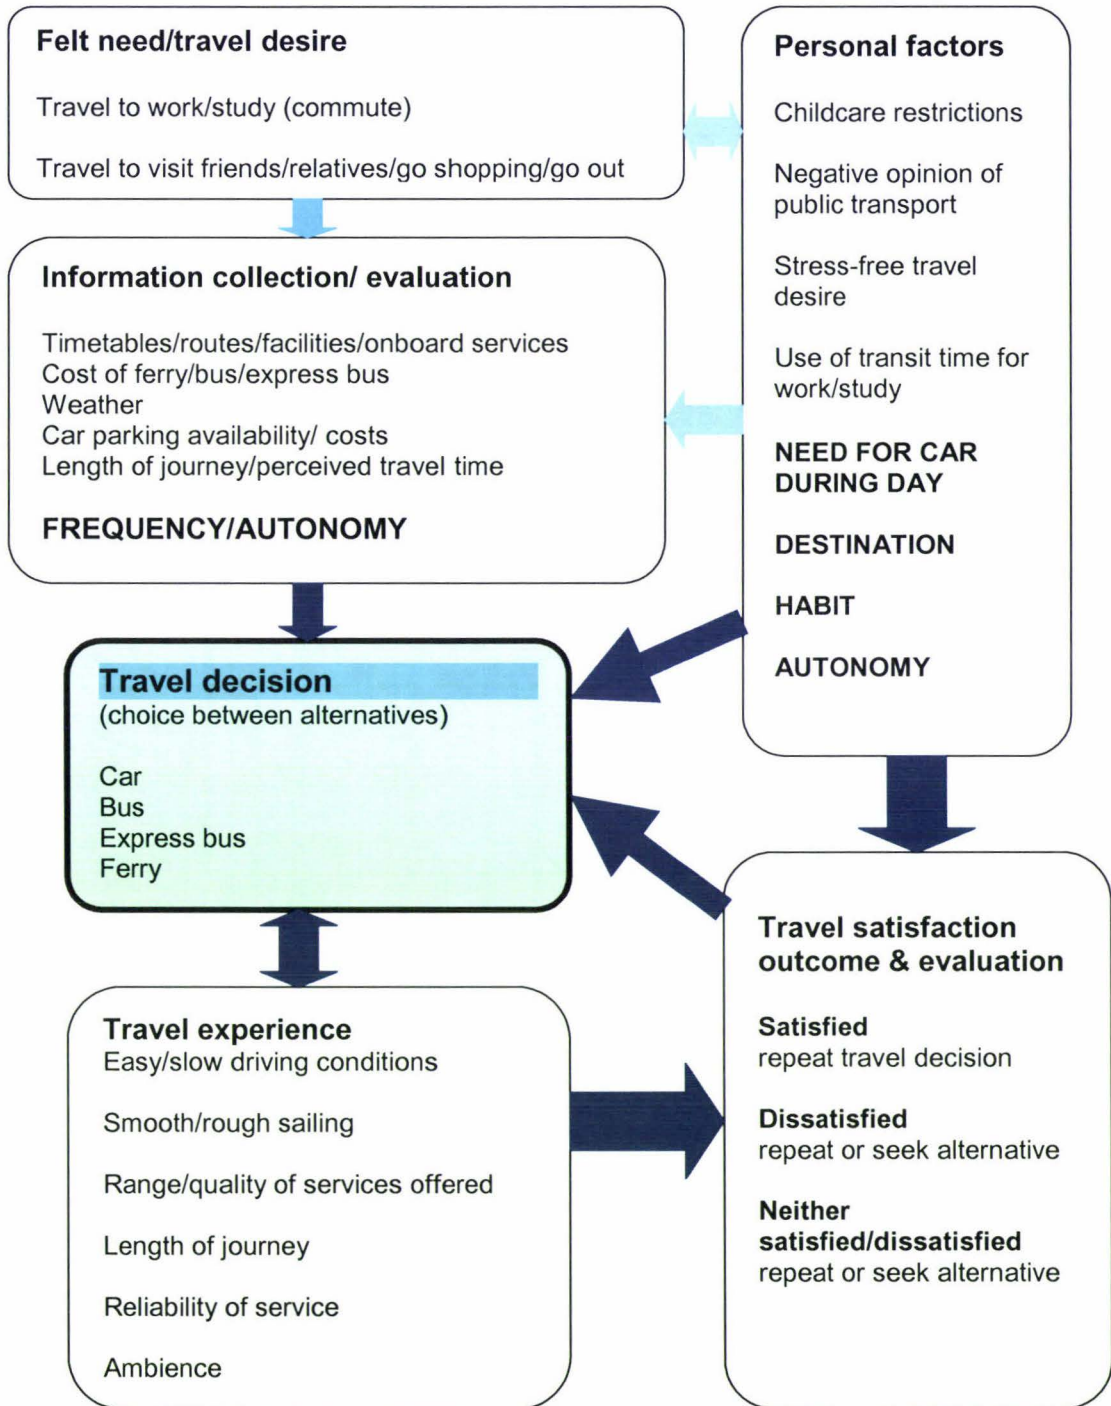 Felt need/travel desire
Travel to work/study (commute)
Travel to visit friends/relatives/go shopping/go out
Personal factors
Childcare restrictions
Negative opinion of
public transport
Stress-free travel
desire
Use of transit time for
work/study
NEED FOR CAR
DURING DAY
DESTINATION
HABIT
AUTONOMY
Information collection/ evaluation
Timetables/routes/facilities/onboard services
Cost of ferry/bus/express bus
Weather
Car parking availability/ costs
Length of journey/perceived travel time
FREQUENCY/AUTONOMY
Travel decision
(choice between alternatives)
Car
Bus
Express bus
Ferry
Travel experience
Easy/slow driving conditions
Smooth/rough sailing
Range/quality of services offered
Length of journey
Reliability of service
Ambience
Travel satisfaction
outcome & evaluation
Satisfied
repeat travel decision
Dissatisfied
repeat or seek alternative
Neither
satisfied/dissatisfied
repeat or seek alternative